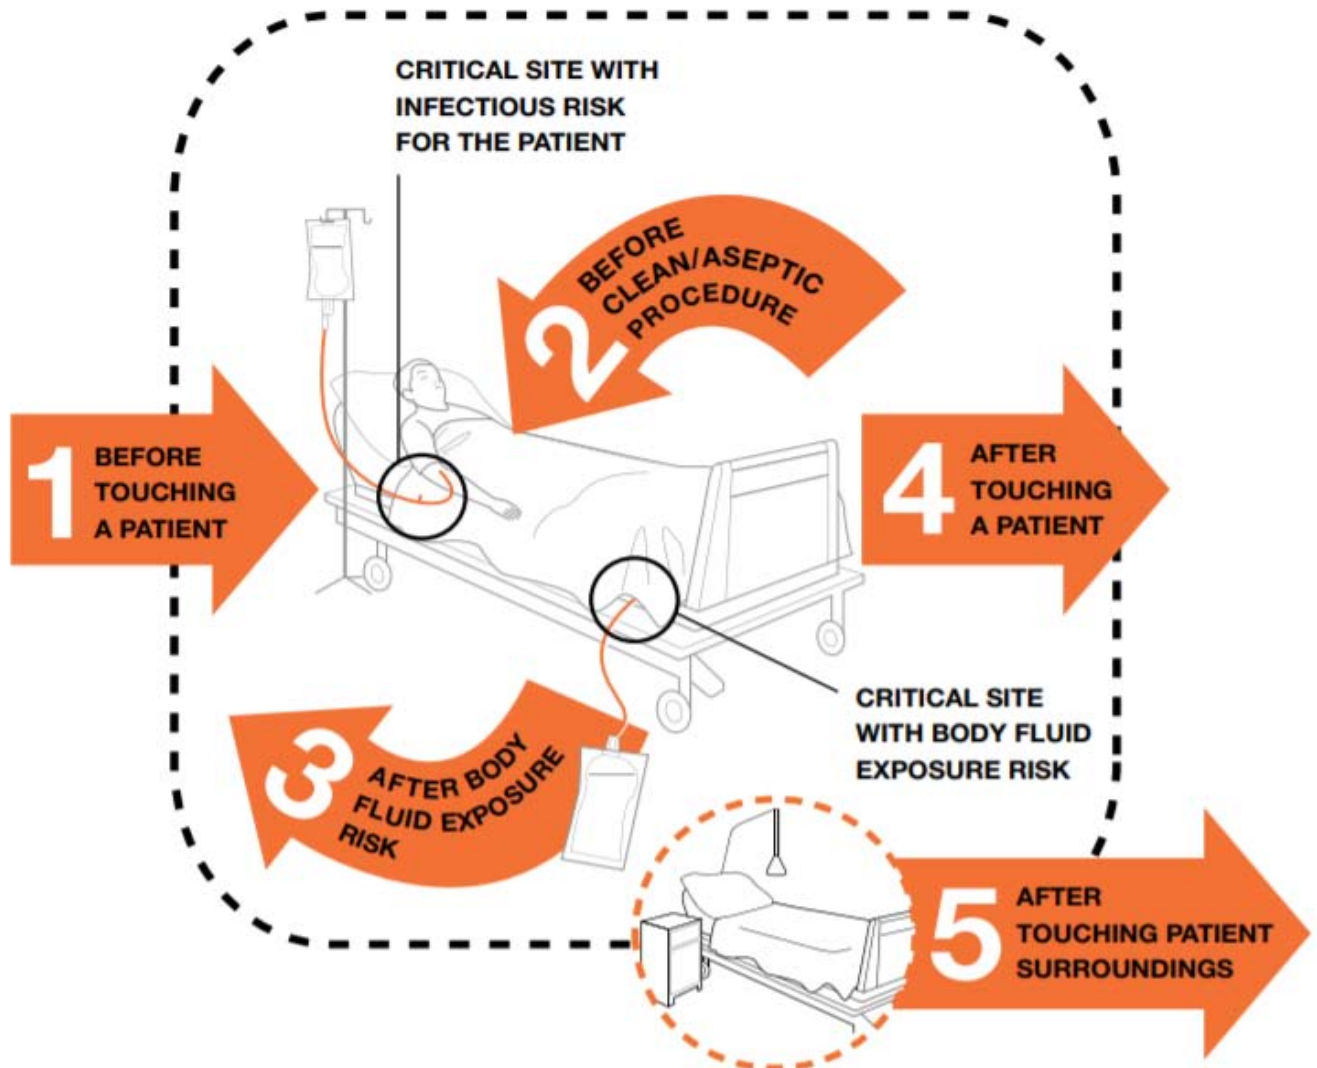 CRITICAL SITE WITH
INFECTIOUS RISK
FOR THE PATIENT
1
BEFORE
TOUCHING
A PATIENT
2
BEFORE
CLEAN/ASEPTIC
PROCEDURE
3
AFTER BODY
FLUID EXPOSURE
RISK
4
AFTER
TOUCHING
A PATIENT
CRITICAL SITE
WITH BODY FLUID
EXPOSURE RISK
5
AFTER
TOUCHING PATIENT
SURROUNDINGS